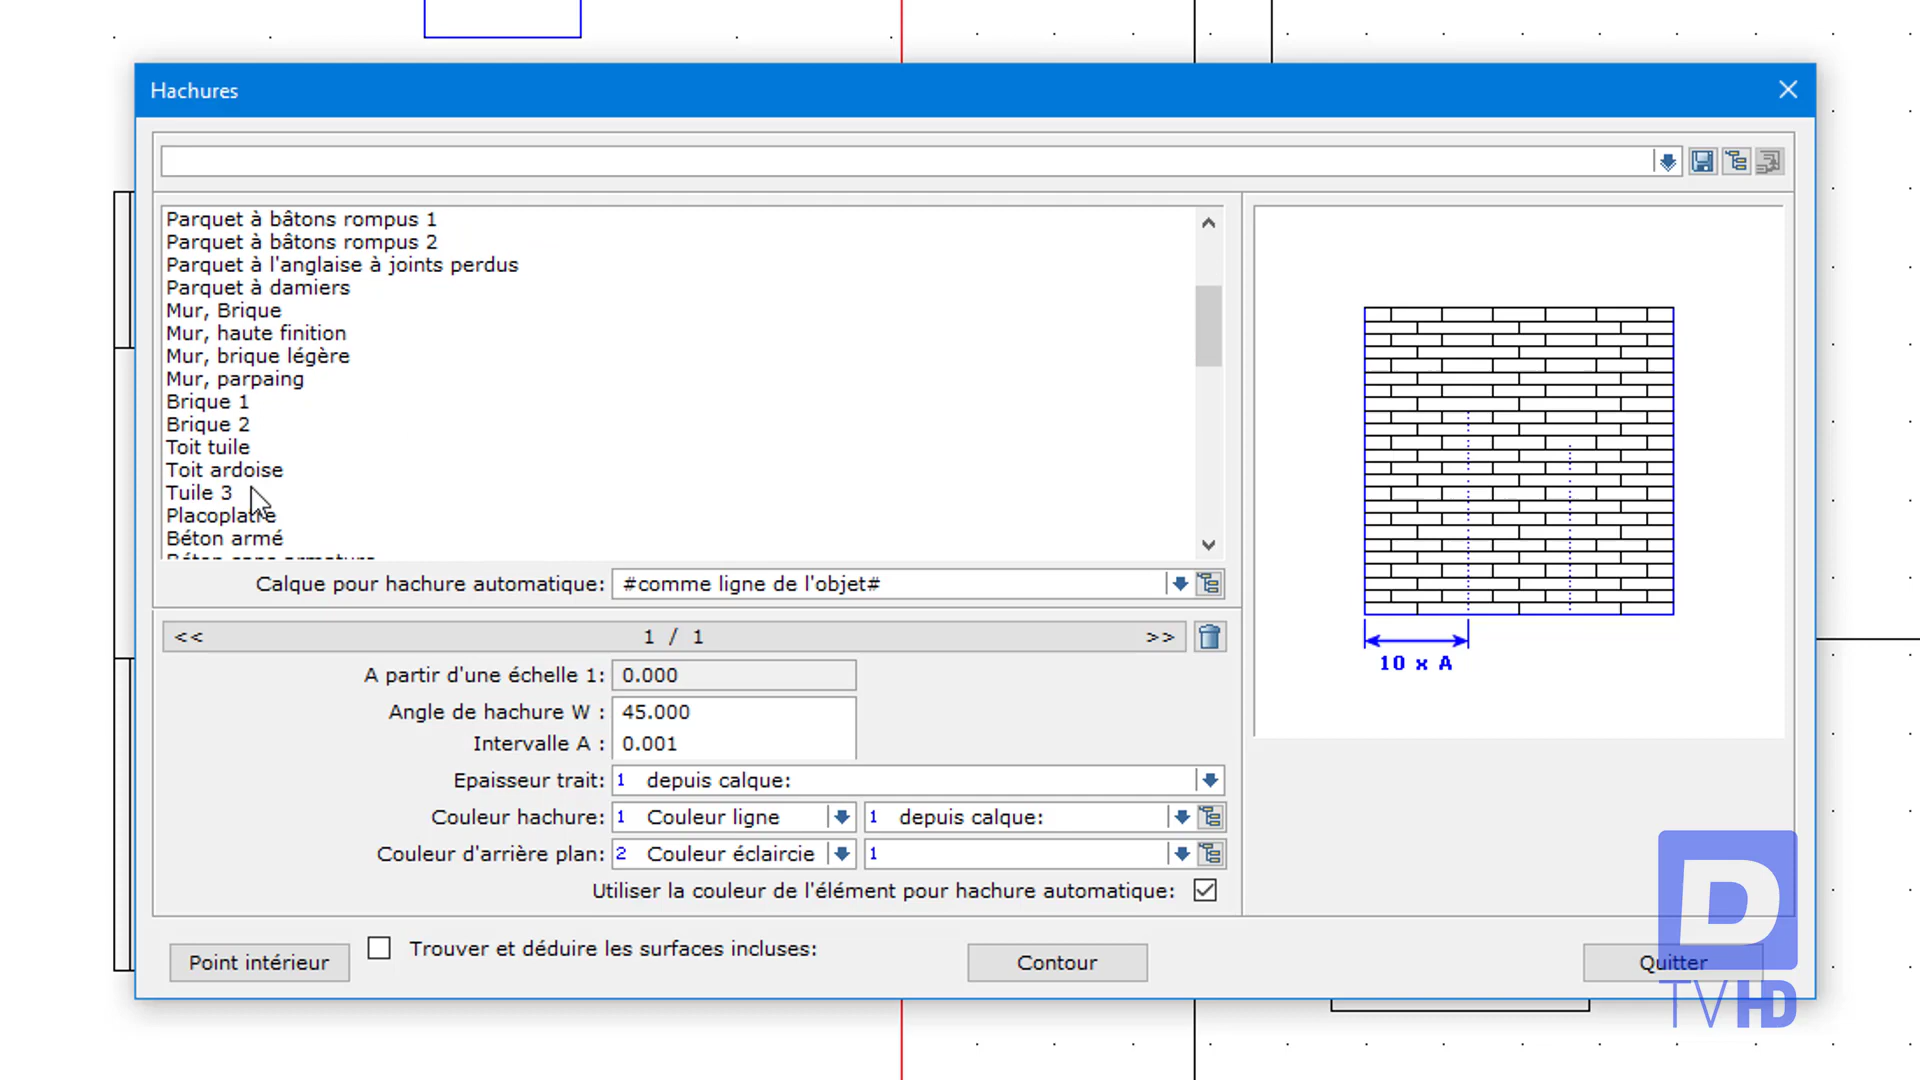 Hachures
Parquet à bâtons rompus 1
Parquet à bâtons rompus 2
Parquet à l'anglaise à joints perdus
Parquet à damiers
Mur, Brique
Mur, haute finition
Mur, brique légère
Mur, parpaing
Brique 1
Brique 2
Toit tuile
Toit ardoise
Tuile 3
Placoplatre
Béton armé
Béton sans armature
Calque pour hachure automatique: #comme ligne de l'objet#
<< 1 / 1 >>
A partir d'une échelle 1: 0.000
Angle de hachure W : 45.000
Intervalle A : 0.001
Epaisseur trait: 1 depuis calque:
Couleur hachure: 1 Couleur ligne 1 depuis calque:
Couleur d'arrière plan: 2 Couleur éclaircie 1
Utiliser la couleur de l'élément pour hachure automatique:
10 x A
Point intérieur
Trouver et déduire les surfaces incluses:
Contour
Quitter
D
TVHD